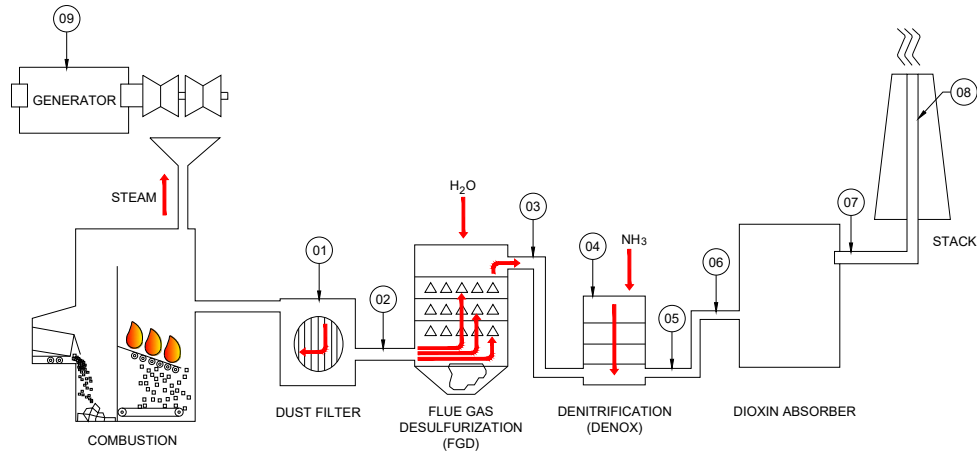 09
GENERATOR
STEAM
01
02
H2O
03
04
NH3
05
06
07
08
STACK
COMBUSTION
DUST FILTER
FLUE GAS
DESULFURIZATION
(FGD)
DENITRIFICATION
(DENOX)
DIOXIN ABSORBER